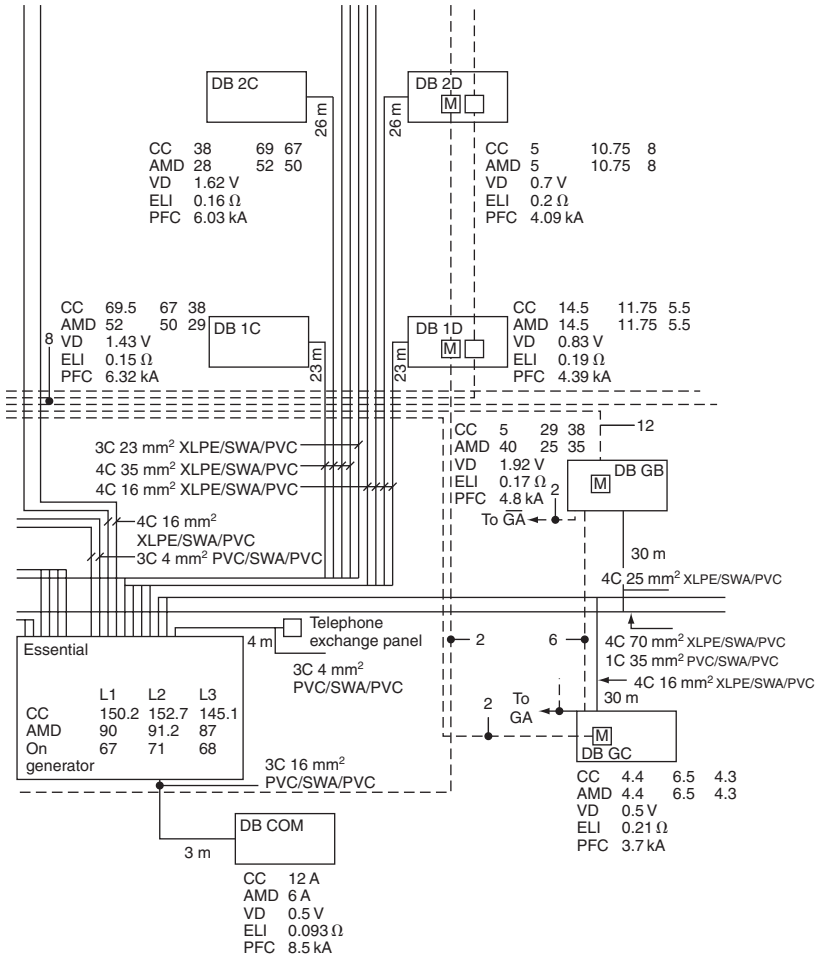 DB 2C
DB 2D
M
26 m
26 m
CC 38 69 67
AMD 28 52 50
VD 1.62 V
ELI 0.16 Ω
PFC 6.03 kA
CC 5 10.75 8
AMD 5 10.75 8
VD 0.7 V
ELI 0.2 Ω
PFC 4.09 kA
CC 69.5 67 38
AMD 52 50 29
VD 1.43 V
ELI 0.15 Ω
PFC 6.32 kA
8
DB 1C
DB 1D
M
23 m
23 m
CC 14.5 11.75 5.5
AMD 14.5 11.75 5.5
VD 0.83 V
ELI 0.19 Ω
PFC 4.39 kA
3C 23 mm² XLPE/SWA/PVC
4C 35 mm² XLPE/SWA/PVC
4C 16 mm² XLPE/SWA/PVC
CC 5 29 38
AMD 40 25 35
VD 1.92 V
ELI 0.17 Ω
PFC 4.8 kA
12
DB GB
M
2
To GA
4C 16 mm²
XLPE/SWA/PVC
3C 4 mm² PVC/SWA/PVC
30 m
4C 25 mm² XLPE/SWA/PVC
Telephone
exchange panel
4 m
3C 4 mm²
PVC/SWA/PVC
2
6
4C 70 mm² XLPE/SWA/PVC
1C 35 mm² PVC/SWA/PVC
4C 16 mm² XLPE/SWA/PVC
30 m
Essential
L1 L2 L3
CC 150.2 152.7 145.1
AMD 90 91.2 87
On 67 71 68
generator
2
To
GA
M
DB GC
3C 16 mm²
PVC/SWA/PVC
CC 4.4 6.5 4.3
AMD 4.4 6.5 4.3
VD 0.5 V
ELI 0.21 Ω
PFC 3.7 kA
DB COM
3 m
CC 12 A
AMD 6 A
VD 0.5 V
ELI 0.093 Ω
PFC 8.5 kA